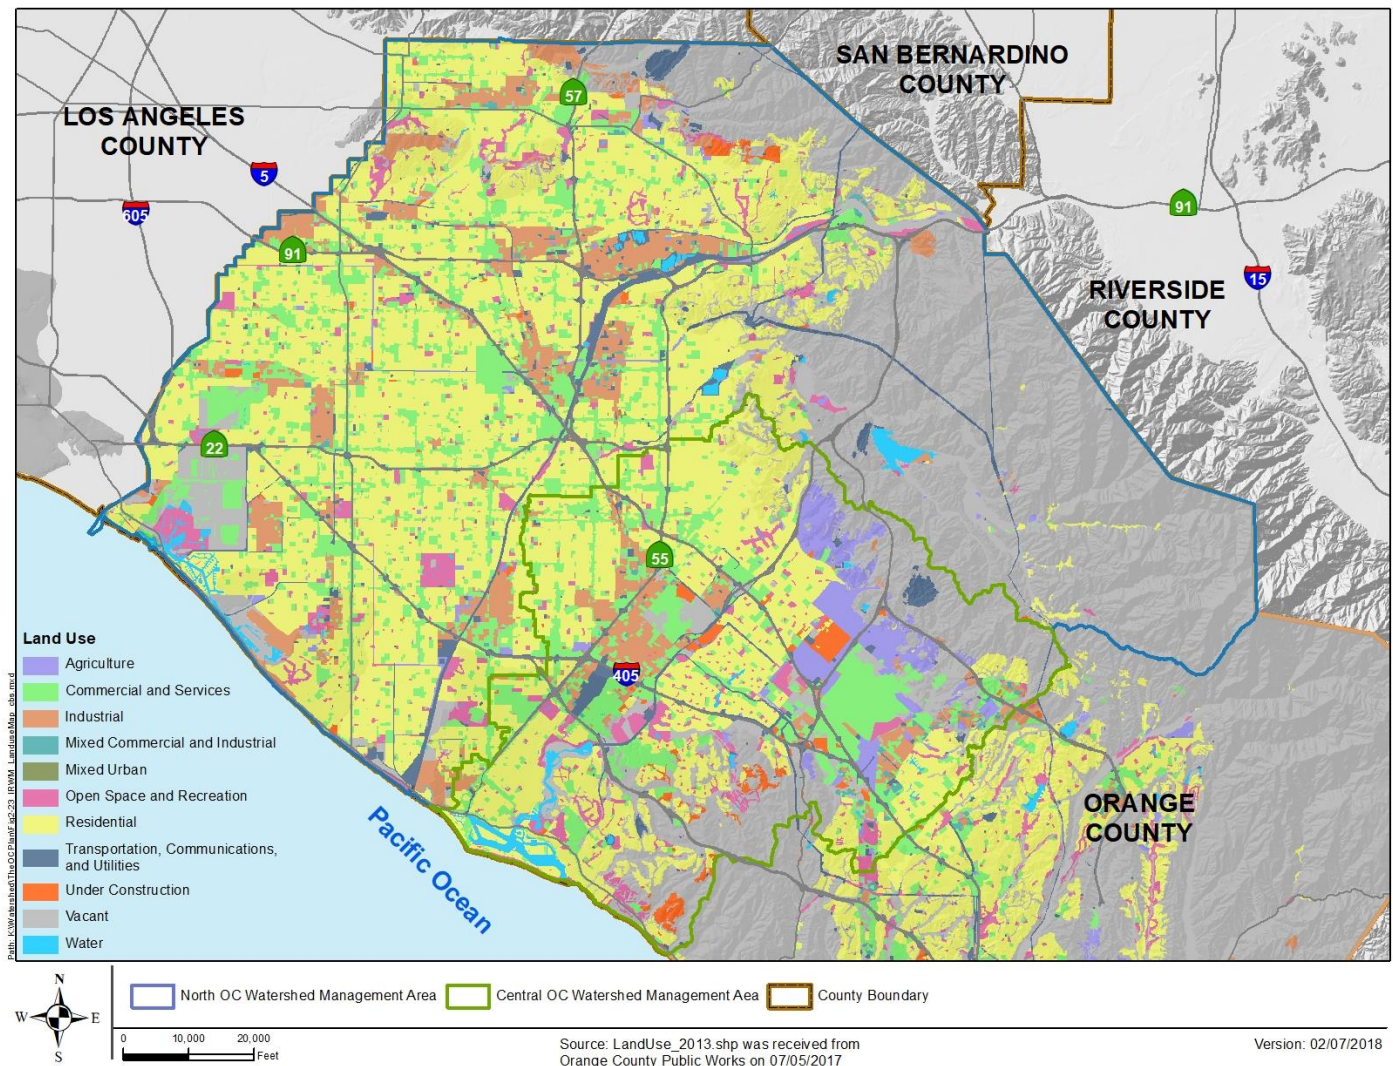 SAN BERNARDINO
COUNTY
LOS ANGELES
COUNTY
57
5
605
91
91
15
RIVERSIDE
COUNTY
22
55
405
ORANGE
COUNTY
Pacific Ocean
Land Use
Agriculture
Commercial and Services
Industrial
Mixed Commercial and Industrial
Mixed Urban
Open Space and Recreation
Residential
Transportation, Communications,
and Utilities
Under Construction
Vacant
Water
N
W
E
S
0 10,000 20,000
Feet
North OC Watershed Management Area
Central OC Watershed Management Aea
County Boundary
Source: LandUse_2013.shp was received from
Orange County Public Works on 07/05/2017
Version: 02/07/2018